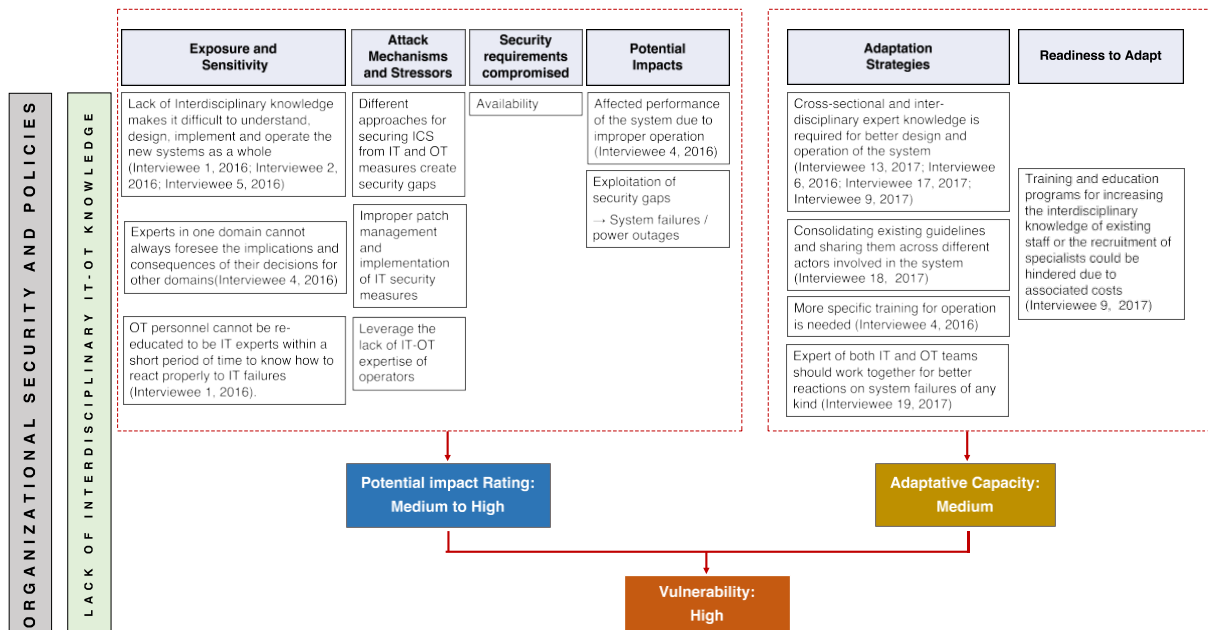 ORGANIZATIONAL SECURITY AND POLICIES
LACK OF INTERDISCIPLINARY IT-OT KNOWLEDGE
Exposure and
Sensitivity
Lack of Interdisciplinary knowledge
makes it difficult to understand,
design, implement and operate the
new systems as a whole
(Interviewee 1, 2016; Interviewee 2,
2016; Interviewee 5, 2016)
Experts in one domain cannot
always foresee the implications and
consequences of their decisions for
other domains(Interviewee 4, 2016)
OT personnel cannot be re-
educated to be IT experts within a
short period of time to know how to
react properly to IT failures
(Interviewee 1, 2016).
Attack
Mechanisms
and Stressors
Different
approaches for
securing ICS
from IT and OT
measures create
security gaps
Improper patch
management
and
implementation
of IT security
measures
Leverage the
lack of IT-OT
expertise of
operators
Security
requirements
compromised
Availability
Potential
Impacts
Affected performance
of the system due to
improper operation
(Interviewee 4, 2016)
Exploitation of
security gaps
→ System failures /
power outages
Adaptation
Strategies
Cross-sectional and inter-
disciplinary expert knowledge is
required for better design and
operation of the system
(Interviewee 13, 2017; Interviewee
6, 2016; Interviewee 17, 2017;
Interviewee 9, 2017)
Consolidating existing guidelines
and sharing them across different
actors involved in the system
(Interviewee 18, 2017)
More specific training for operation
is needed (Interviewee 4, 2016)
Expert of both IT and OT teams
should work together for better
reactions on system failures of any
kind (Interviewee 19, 2017)
Readiness to Adapt
Training and education
programs for increasing
the interdisciplinary
knowledge of existing
staff or the recruitment of
specialists could be
hindered due to
associated costs
(Interviewee 9, 2017)
Potential impact Rating:
Medium to High
Adaptative Capacity:
Medium
Vulnerability:
High